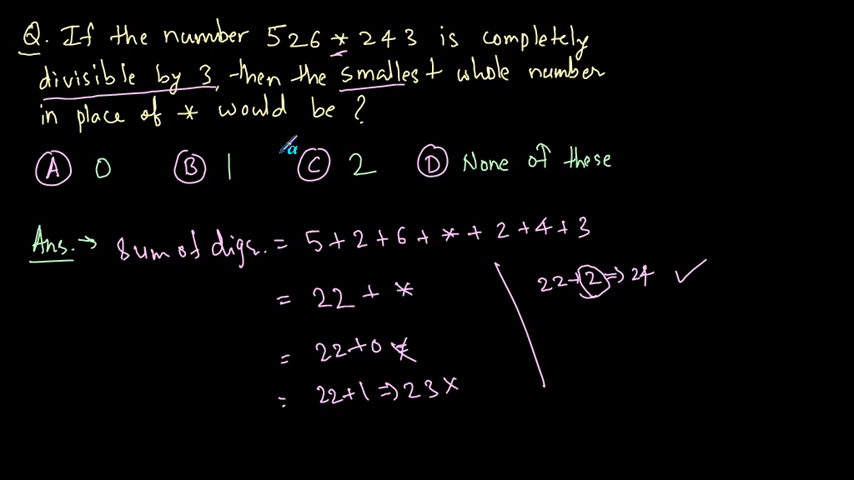 Q. If the number 526*243 is completely
divisible by 3, then the smallest whole number
in place of * would be ?
A 0 B 1 C 2 D None of these
Ans. → Sum of digs. = 5+2+6+*+2+4+3
= 22 + *
22+2 ⇒ 24 ✓
= 22+0 ×
= 22+1 ⇒ 23 ×